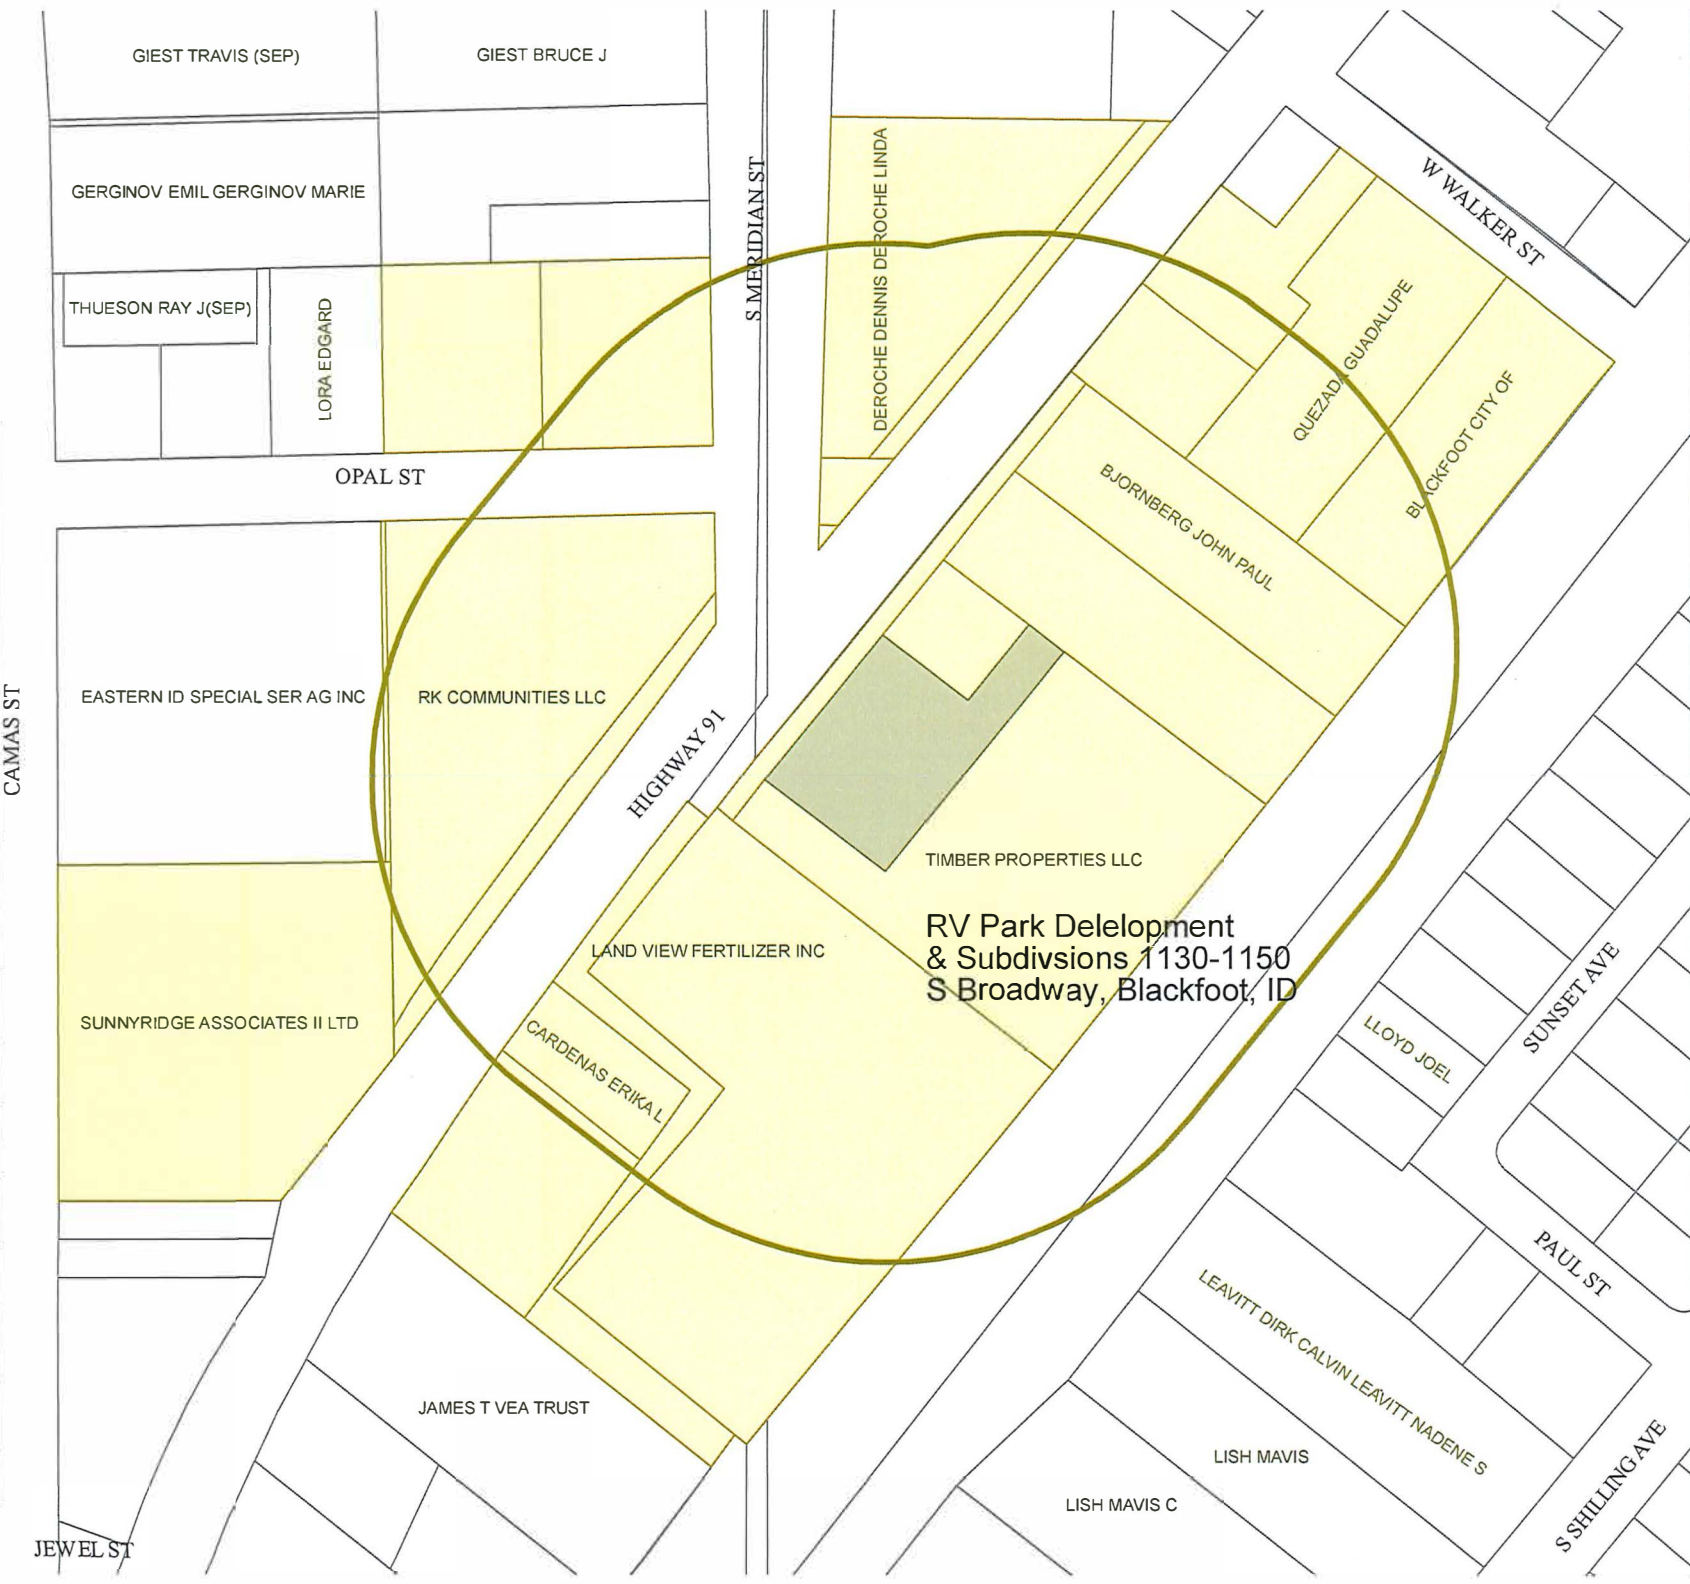 GIEST TRAVIS (SEP)
GIEST BRUCE J
GERGINOV EMIL GERGINOV MARIE
S MERIDIAN ST
DEROCHE DENNIS DEROCHE LINDA
W WALKER ST
THUESON RAY J(SEP)
LORA EDGARD
QUEZADA GUADALUPE
BLACKFOOT CITY OF
OPAL ST
BJORNBERG JOHN PAUL
CAMAS ST
EASTERN ID SPECIAL SER AG INC
RK COMMUNITIES LLC
HIGHWAY 91
TIMBER PROPERTIES LLC
RV Park Delelopment
& Subdivsions 1130-1150
S Broadway, Blackfoot, ID
LAND VIEW FERTILIZER INC
SUNNYRIDGE ASSOCIATES II LTD
CARDENAS ERIKA L
LLOYD JOEL
SUNSET AVE
PAUL ST
LEAVITT DIRK CALVIN LEAVITT NADENE S
JAMES T VEA TRUST
LISH MAVIS
LISH MAVIS C
S SHILLING AVE
JEWEL ST